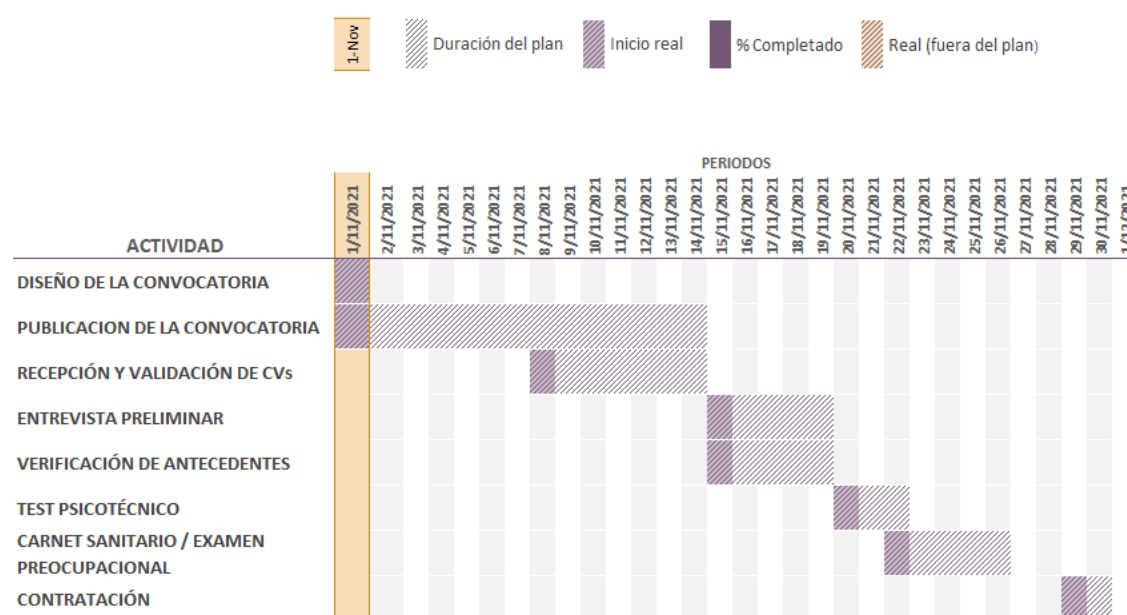 1-Nov
Duración del plan
Inicio real
% Completado
Real (fuera del plan)
PERIODOS
ACTIVIDAD
1/11/2021
2/11/2021
3/11/2021
4/11/2021
5/11/2021
6/11/2021
7/11/2021
8/11/2021
9/11/2021
10/11/2021
11/11/2021
12/11/2021
13/11/2021
14/11/2021
15/11/2021
16/11/2021
17/11/2021
18/11/2021
19/11/2021
20/11/2021
21/11/2021
22/11/2021
23/11/2021
24/11/2021
25/11/2021
26/11/2021
27/11/2021
28/11/2021
29/11/2021
30/11/2021
1/12/2021
DISEÑO DE LA CONVOCATORIA
PUBLICACION DE LA CONVOCATORIA
RECEPCIÓN Y VALIDACIÓN DE CVs
ENTREVISTA PRELIMINAR
VERIFICACIÓN DE ANTECEDENTES
TEST PSICOTÉCNICO
CARNET SANITARIO / EXAMEN
PREOCUPACIONAL
CONTRATACIÓN